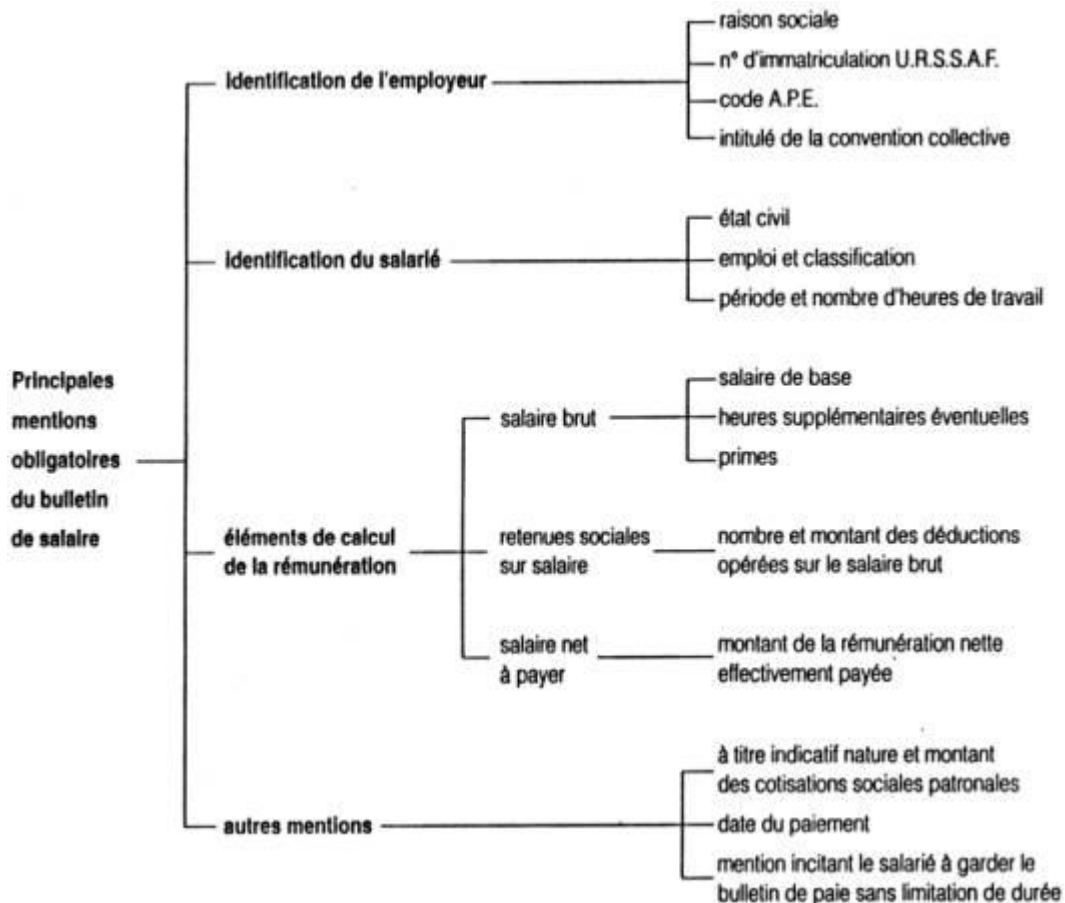 Principales
mentions
obligatoires
du bulletin
de salaire
identification de l'employeur
raison sociale
n° d'immatriculation U.R.S.S.A.F.
code A.P.E.
intitulé de la convention collective
identification du salarié
état civil
emploi et classification
période et nombre d'heures de travail
éléments de calcul
de la rémunération
salaire brut
salaire de base
heures supplémentaires éventuelles
primes
retenues sociales
sur salaire
nombre et montant des déductions
opérées sur le salaire brut
salaire net
à payer
montant de la rémunération nette
effectivement payée
autres mentions
à titre indicatif nature et montant
des cotisations sociales patronales
date du paiement
mention incitant le salarié à garder le
bulletin de paie sans limitation de durée